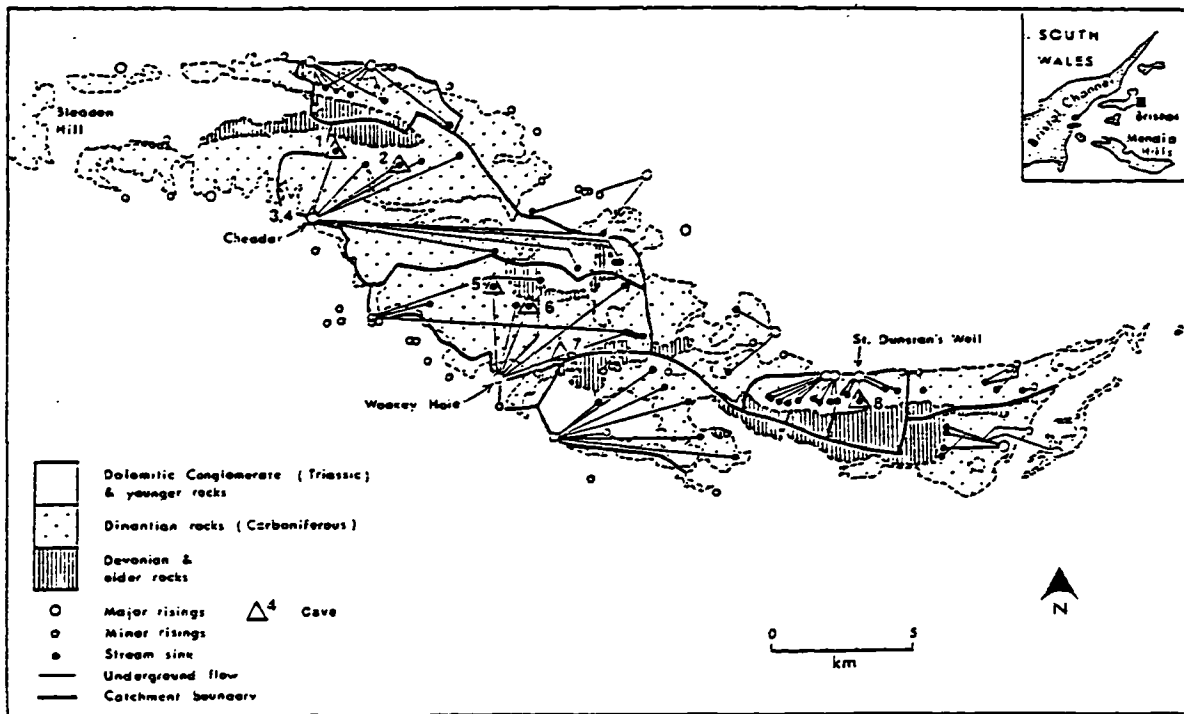 SOUTH
WALES
Bristol Channel
Bristol
Mendip
Hills
Bleadon
Hill
1
2
3,4
Cheddar
5
6
7
St. Dunstan's Well
Wookey Hole
8
Dolomitic Conglomerate (Triassic)
& younger rocks
Dinantian rocks (Carboniferous)
Devonian &
older rocks
Major risings
4 Cave
Minor risings
Stream sink
Underground flow
Catchment boundary
N
0 5
km